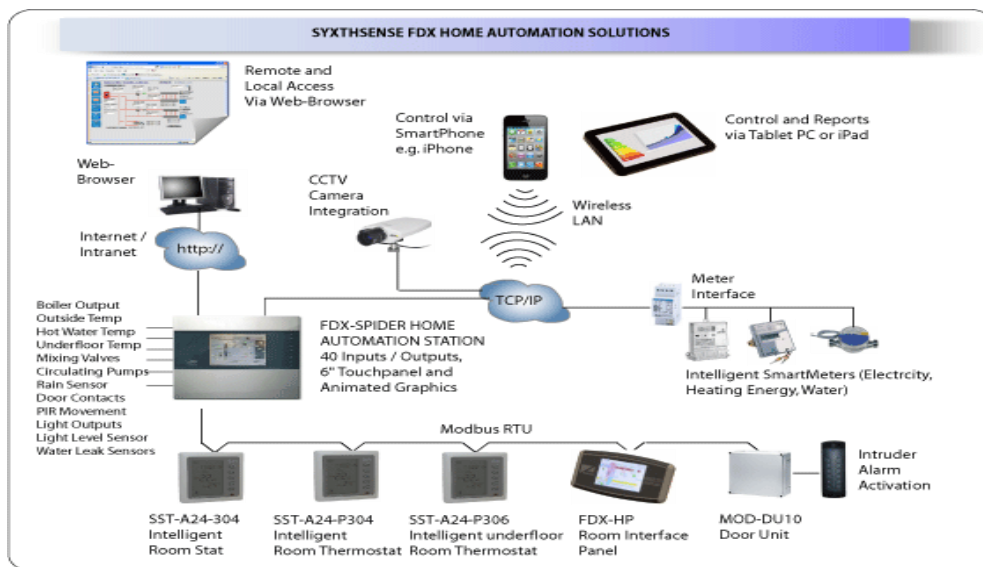 SYXTHSENSE FDX HOME AUTOMATION SOLUTIONS
Remote and
Local Access
Via Web-Browser
Control via
SmartPhone
e.g. iPhone
Control and Reports
via Tablet PC or iPad
Web-
Browser
CCTV
Camera
Integration
Wireless
LAN
Internet /
Intranet
http://
TCP/IP
Meter
Interface
Boiler Output
Outside Temp
Hot Water Temp
Underfloor Temp
Mixing Valves
Circulating Pumps
Rain Sensor
Door Contacts
PIR Movement
Light Outputs
Light Level Sensor
Water Leak Sensors
FDX-SPIDER HOME
AUTOMATION STATION
40 Inputs / Outputs,
6" Touchpanel and
Animated Graphics
Intelligent SmartMeters (Electrcity,
Heating Energy, Water)
Modbus RTU
Intruder
Alarm
Activation
SST-A24-304
Intelligent
Room Stat
SST-A24-P304
Intelligent
Room Thermostat
SST-A24-P306
Intelligent underfloor
Room Thermostat
FDX-HP
Room Interface
Panel
MOD-DU10
Door Unit